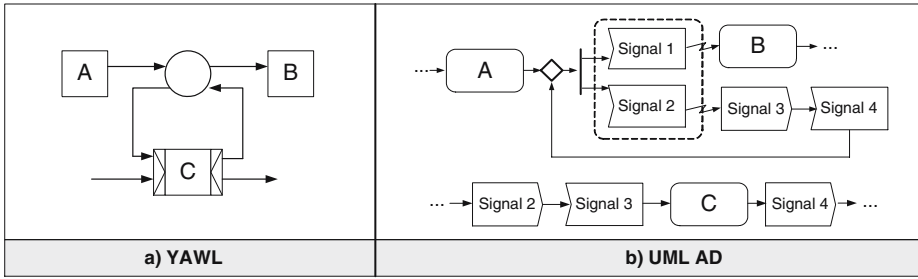 A
B
C
a) YAWL
Signal 1
B
...
...
A
Signal 2
Signal 3
Signal 4
...
Signal 2
Signal 3
C
Signal 4
...
b) UML AD